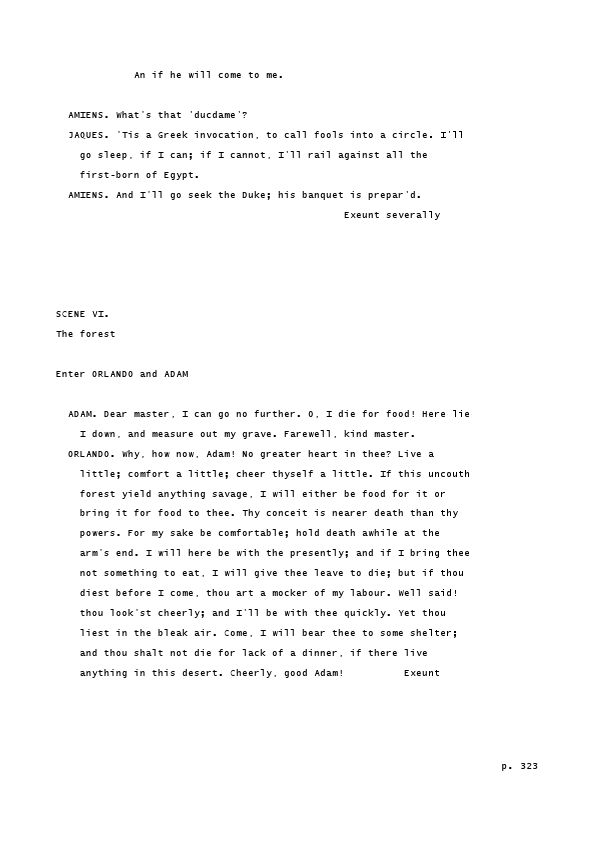 An if he will come to me.
AMIENS. What's that 'ducdame'?
JAQUES. 'Tis a Greek invocation, to call fools into a circle. I'll
go sleep, if I can; if I cannot, I'll rail against all the
first-born of Egypt.
AMIENS. And I'll go seek the Duke; his banquet is prepar'd.
Exeunt severally
SCENE VI.
The forest
Enter ORLANDO and ADAM
ADAM. Dear master, I can go no further. O, I die for food! Here lie
I down, and measure out my grave. Farewell, kind master.
ORLANDO. Why, how now, Adam! No greater heart in thee? Live a
little; comfort a little; cheer thyself a little. If this uncouth
forest yield anything savage, I will either be food for it or
bring it for food to thee. Thy conceit is nearer death than thy
powers. For my sake be comfortable; hold death awhile at the
arm's end. I will here be with the presently; and if I bring thee
not something to eat, I will give thee leave to die; but if thou
diest before I come, thou art a mocker of my labour. Well said!
thou look'st cheerly; and I'll be with thee quickly. Yet thou
liest in the bleak air. Come, I will bear thee to some shelter;
and thou shalt not die for lack of a dinner, if there live
anything in this desert. Cheerly, good Adam! Exeunt
p. 323